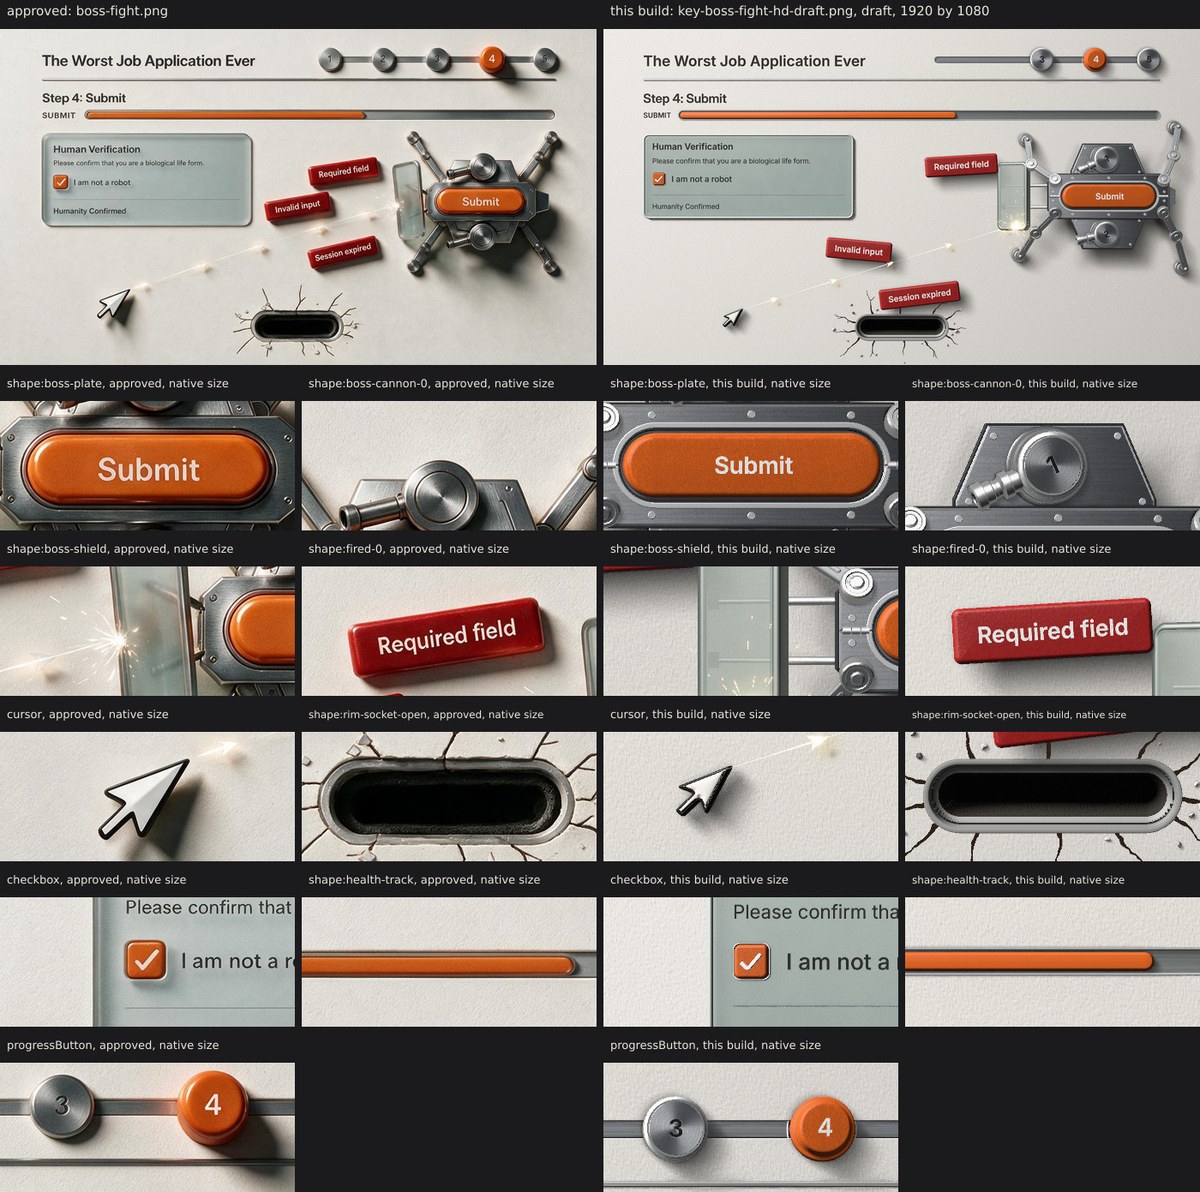 approved: boss-fight.png
this build: key-boss-fight-hd-draft.png, draft, 1920 by 1080
The Worst Job Application Ever
1 2 3 4 5
Step 4: Submit
SUBMIT
Human Verification
Please confirm that you are a biological life form.
I am not a robot
Humanity Confirmed
Required field
Invalid input
Session expired
Submit
The Worst Job Application Ever
3 4 5
Step 4: Submit
SUBMIT
Human Verification
Please confirm that you are a biological life form.
I am not a robot
Humanity Confirmed
Required field
Invalid input
Session expired
Submit
shape:boss-plate, approved, native size
shape:boss-cannon-0, approved, native size
shape:boss-plate, this build, native size
shape:boss-cannon-0, this build, native size
Submit
Submit
1
shape:boss-shield, approved, native size
shape:fired-0, approved, native size
shape:boss-shield, this build, native size
shape:fired-0, this build, native size
Required field
Required field
cursor, approved, native size
shape:rim-socket-open, approved, native size
cursor, this build, native size
shape:rim-socket-open, this build, native size
checkbox, approved, native size
shape:health-track, approved, native size
checkbox, this build, native size
shape:health-track, this build, native size
Please confirm that
I am not a r
Please confirm tha
I am not a
progressButton, approved, native size
progressButton, this build, native size
3 4
3 4